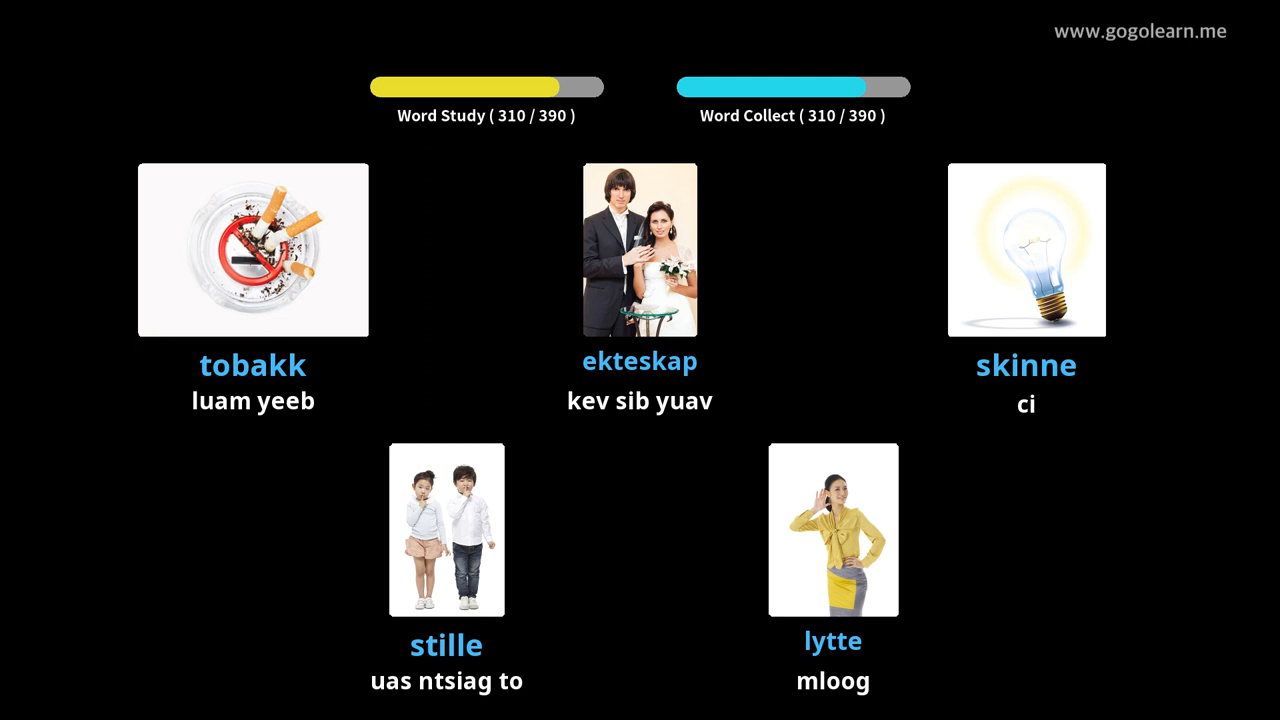 www.gogolearn.me
Word Study ( 310 / 390 )
Word Collect ( 310 / 390 )
tobakk
luam yeeb
ekteskap
kev sib yuav
skinne
ci
stille
uas ntsiag to
lytte
mloog